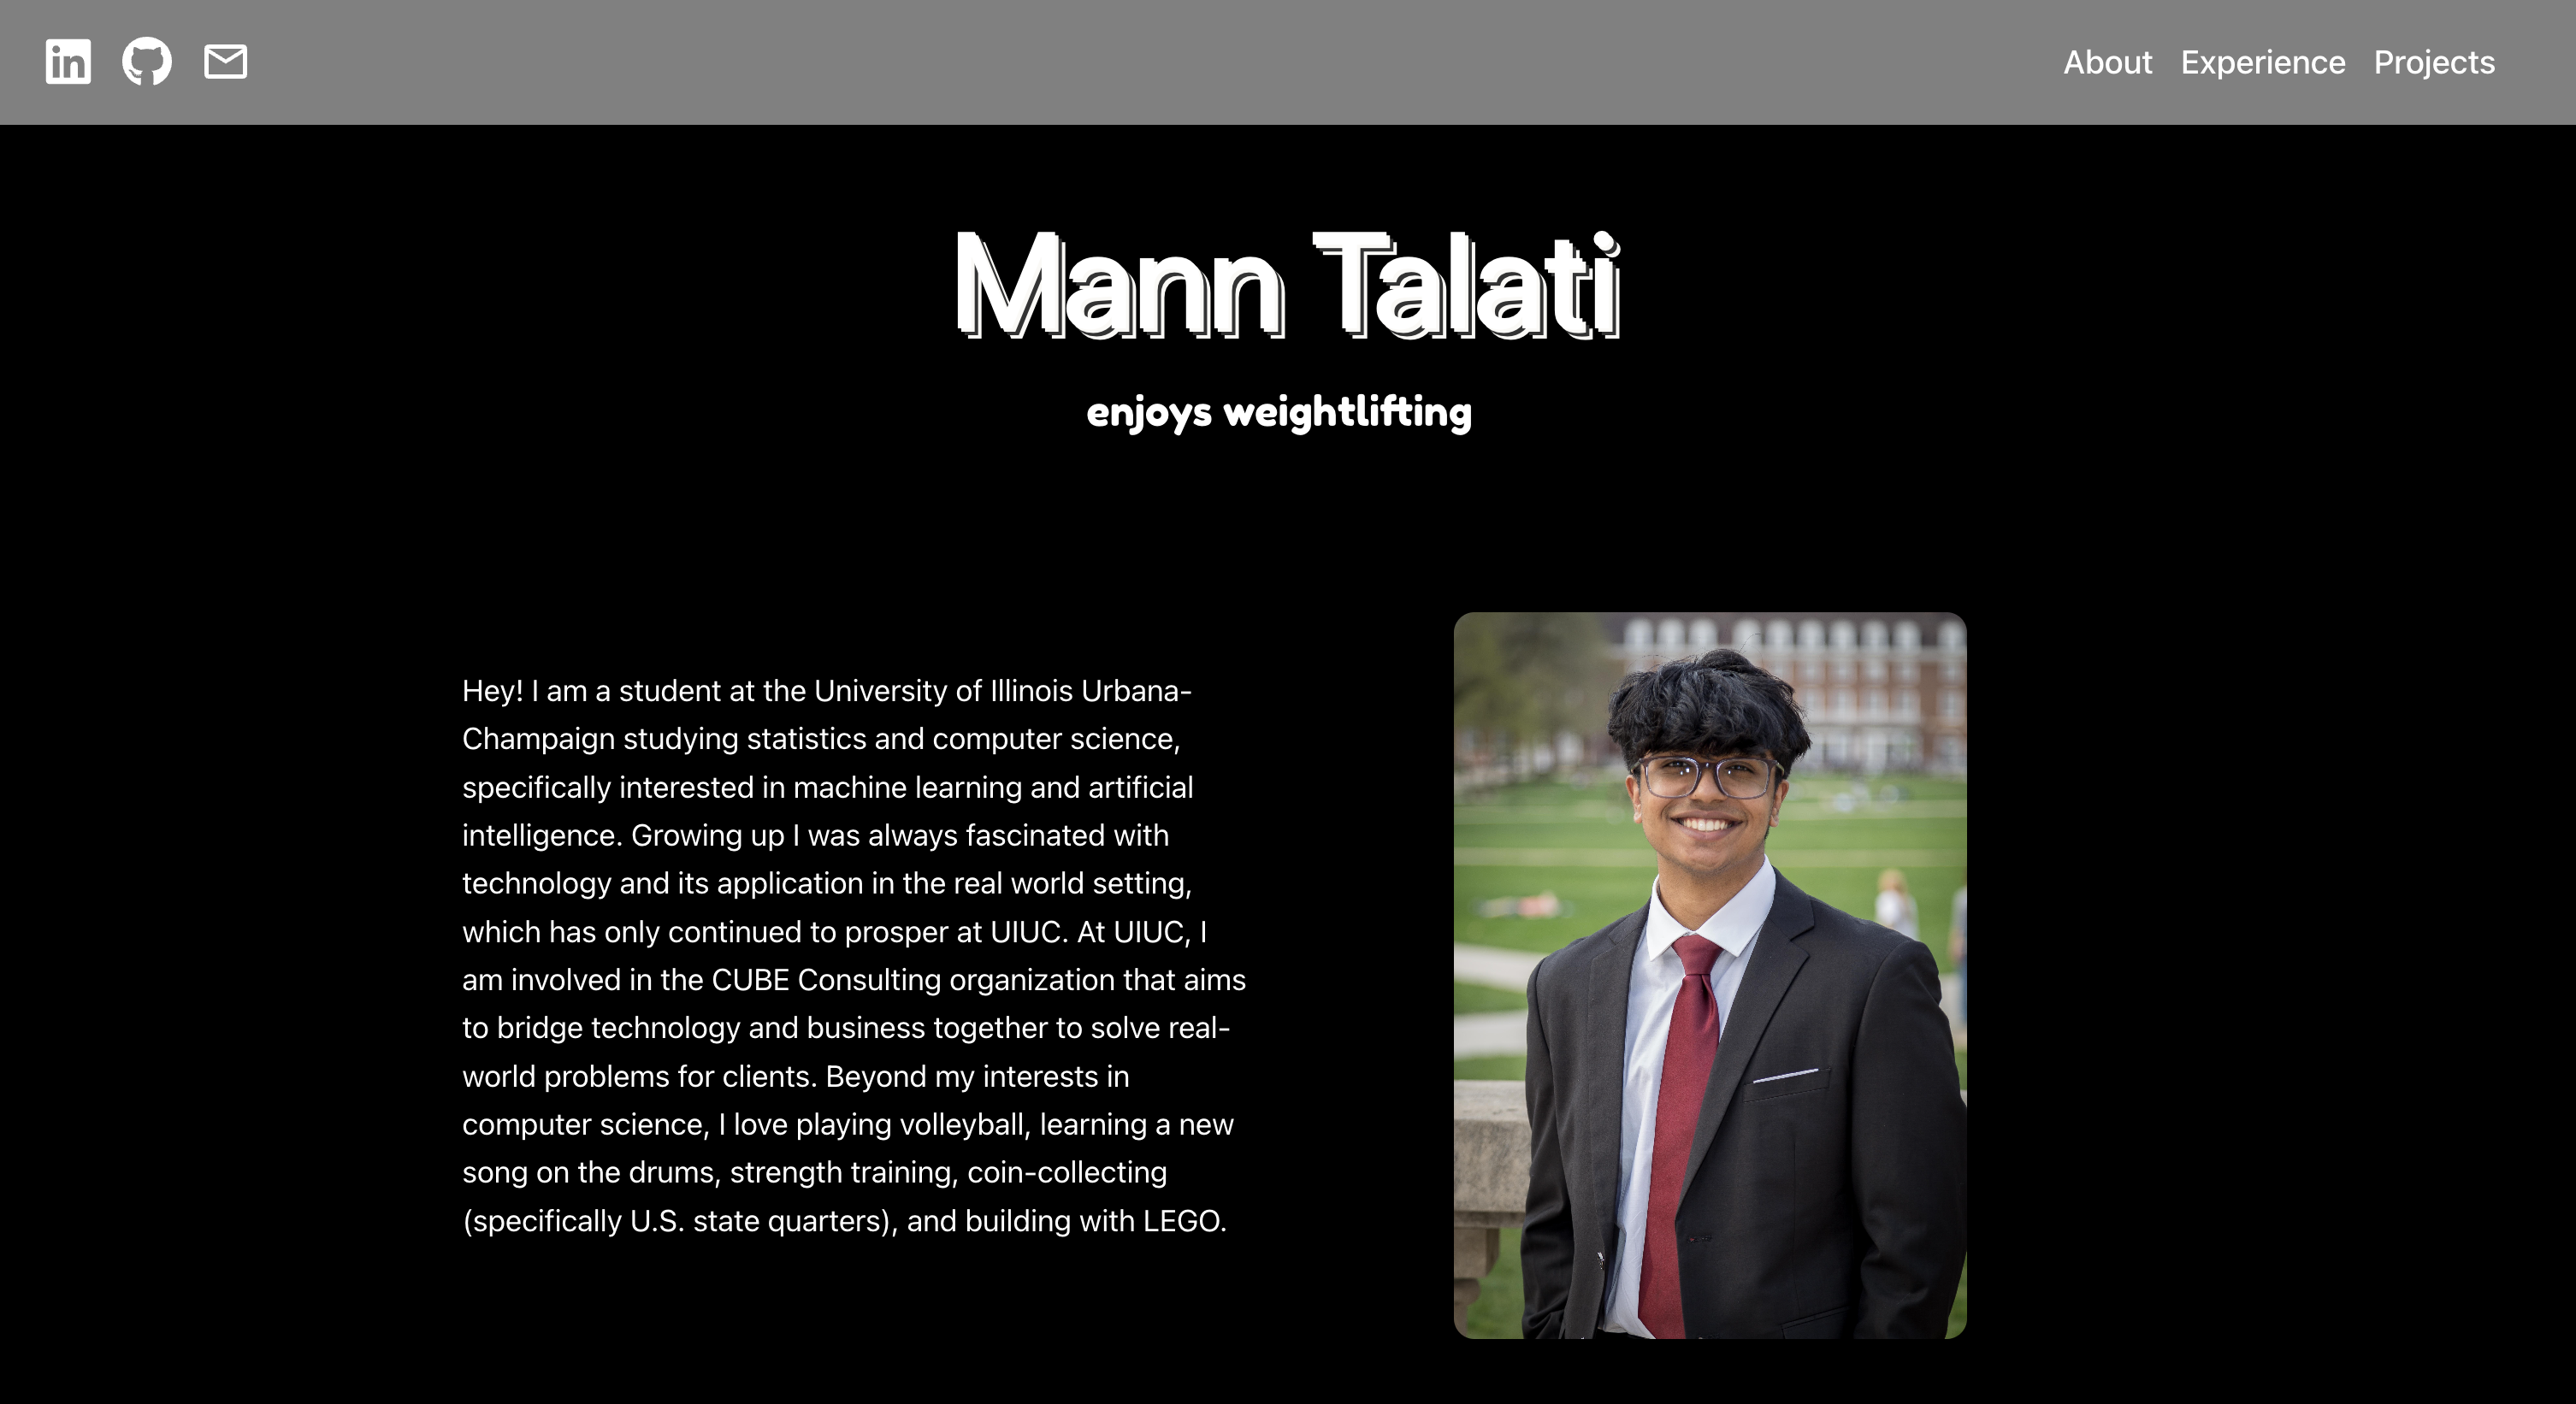 in
About Experience Projects
Mann Talati
enjoys weightlifting
Hey! I am a student at the University of Illinois Urbana-
Champaign studying statistics and computer science,
specifically interested in machine learning and artificial
intelligence. Growing up I was always fascinated with
technology and its application in the real world setting,
which has only continued to prosper at UIUC. At UIUC, I
am involved in the CUBE Consulting organization that aims
to bridge technology and business together to solve real-
world problems for clients. Beyond my interests in
computer science, I love playing volleyball, learning a new
song on the drums, strength training, coin-collecting
(specifically U.S. state quarters), and building with LEGO.